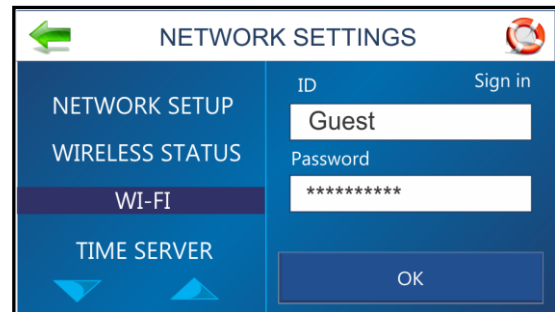 NETWORK SETTINGS
NETWORK SETUP
WIRELESS STATUS
WI-FI
TIME SERVER
ID Sign in
Guest
Password
**********
OK